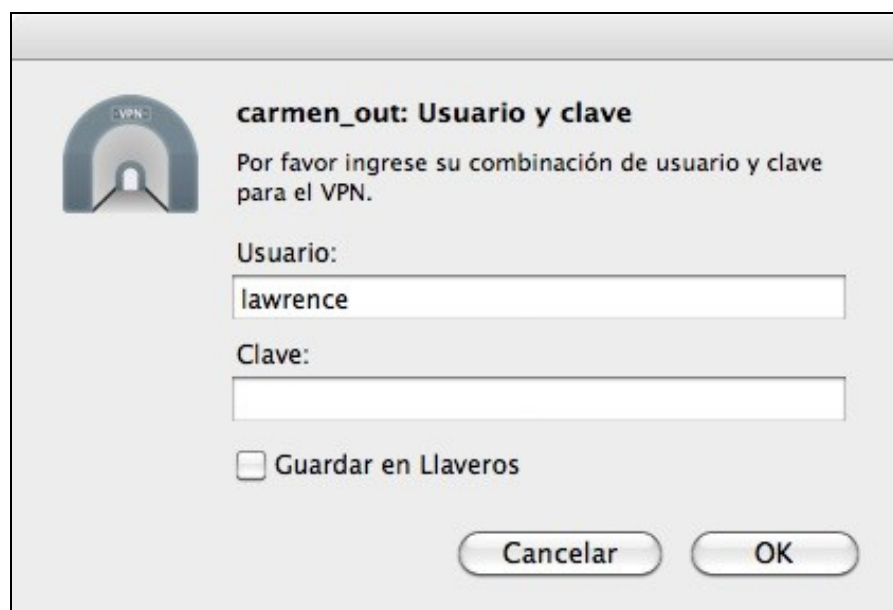 VPN
carmen_out: Usuario y clave
Por favor ingrese su combinación de usuario y clave
para el VPN.
Usuario:
lawrence
Clave:
Guardar en Llaveros
Cancelar
OK